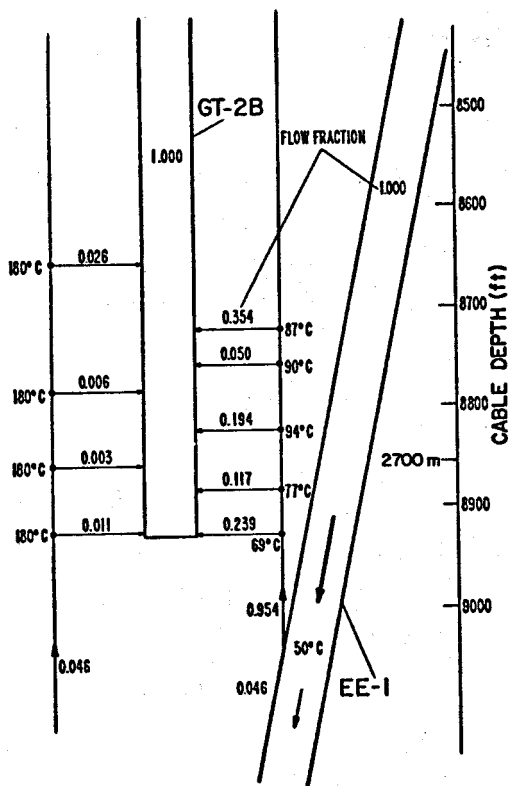 GT-2B
FLOW FRACTION
1.000
1.000
8500
8600
8700
8800
8900
9000
CABLE DEPTH (ft)
2700 m
180°C
0.026
0.354
87°C
0.050
90°C
180°C
0.006
0.194
94°C
180°C
0.003
0.117
77°C
180°C
0.011
0.239
69°C
0.954
50°C
0.046
0.046
EE-1